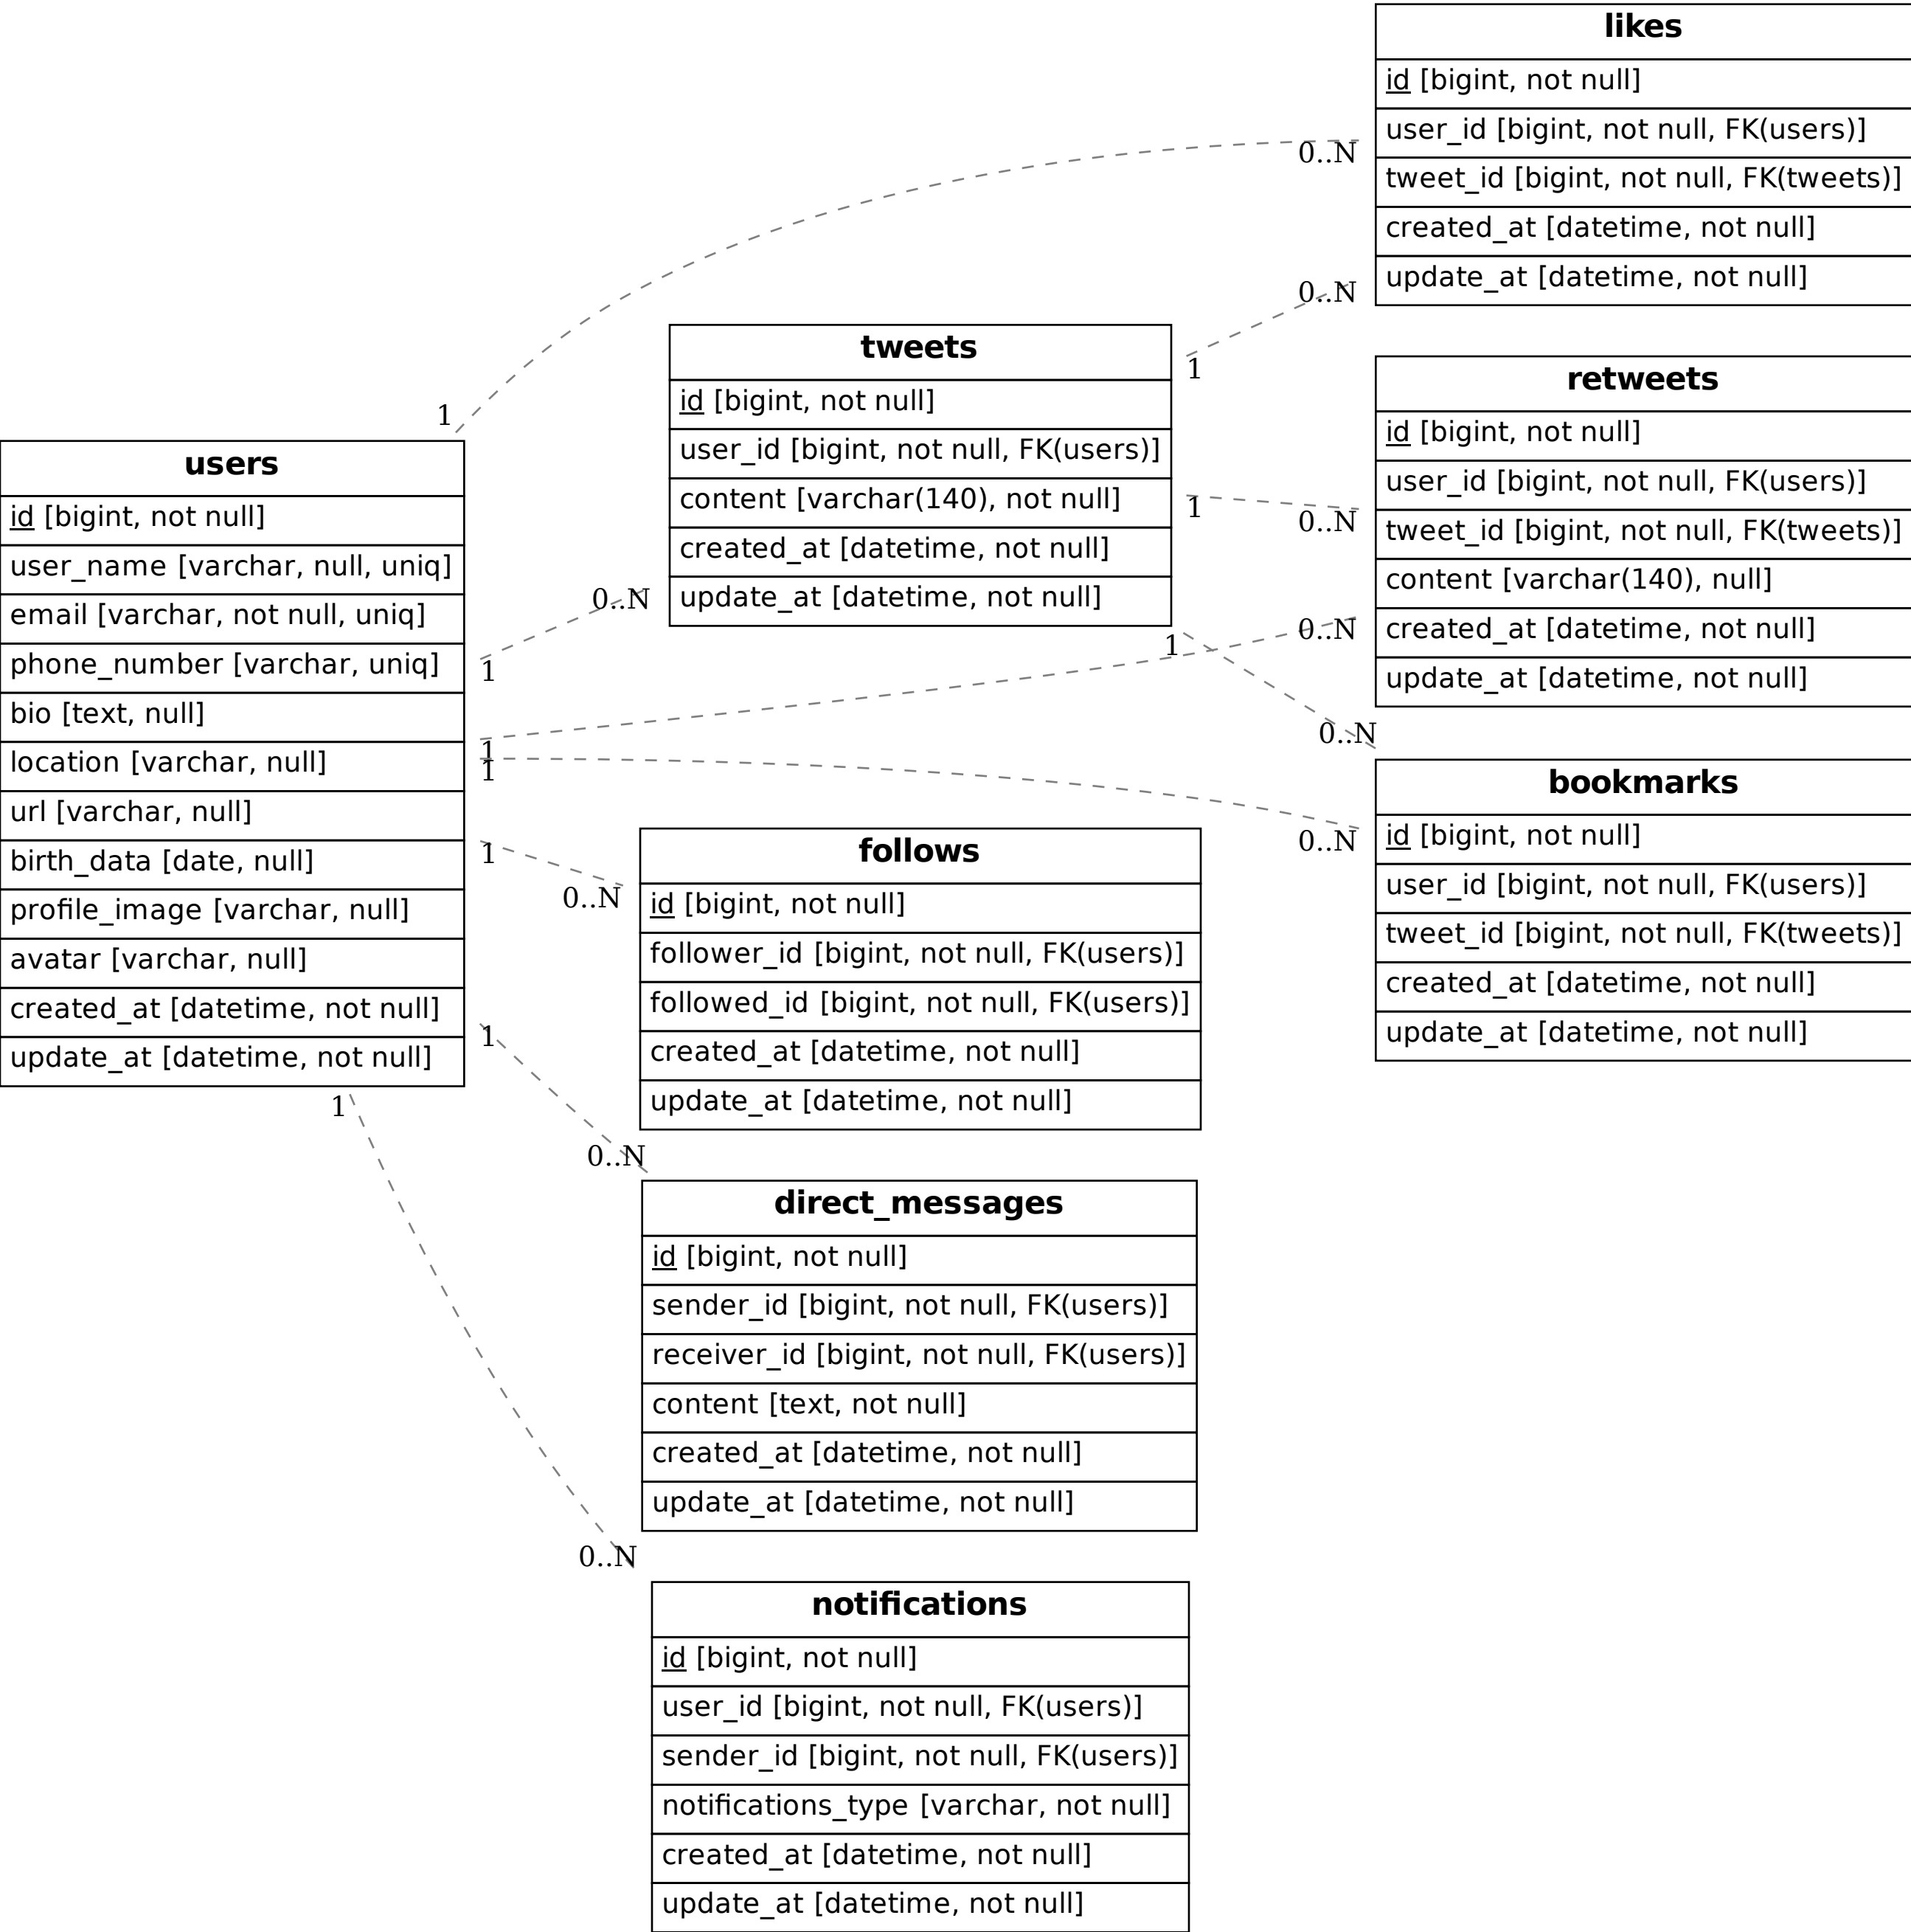 likes
id [bigint, not null]
user_id [bigint, not null, FK(users)]
tweet_id [bigint, not null, FK(tweets)]
created_at [datetime, not null]
update_at [datetime, not null]
0..N
0..N
tweets
id [bigint, not null]
user_id [bigint, not null, FK(users)]
content [varchar(140), not null]
created_at [datetime, not null]
update_at [datetime, not null]
1
1
1
0..N
retweets
id [bigint, not null]
user_id [bigint, not null, FK(users)]
tweet_id [bigint, not null, FK(tweets)]
content [varchar(140), null]
created_at [datetime, not null]
update_at [datetime, not null]
0..N
0..N
1
users
id [bigint, not null]
user_name [varchar, null, uniq]
email [varchar, not null, uniq]
phone_number [varchar, uniq]
bio [text, null]
location [varchar, null]
url [varchar, null]
birth_data [date, null]
profile_image [varchar, null]
avatar [varchar, null]
created_at [datetime, not null]
update_at [datetime, not null]
1
1
1
1
1
1
0..N
0..N
bookmarks
id [bigint, not null]
user_id [bigint, not null, FK(users)]
tweet_id [bigint, not null, FK(tweets)]
created_at [datetime, not null]
update_at [datetime, not null]
0..N
follows
id [bigint, not null]
follower_id [bigint, not null, FK(users)]
followed_id [bigint, not null, FK(users)]
created_at [datetime, not null]
update_at [datetime, not null]
0..N
direct_messages
id [bigint, not null]
sender_id [bigint, not null, FK(users)]
receiver_id [bigint, not null, FK(users)]
content [text, not null]
created_at [datetime, not null]
update_at [datetime, not null]
0..N
notifications
id [bigint, not null]
user_id [bigint, not null, FK(users)]
sender_id [bigint, not null, FK(users)]
notifications_type [varchar, not null]
created_at [datetime, not null]
update_at [datetime, not null]